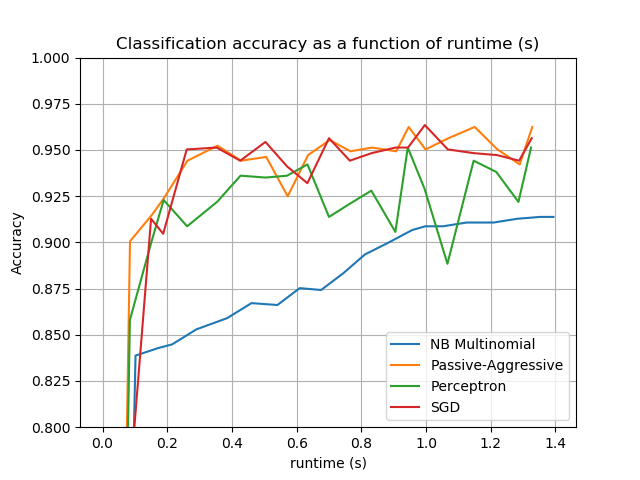 Classification accuracy as a function of runtime (s)
1.000
0.975
0.950
0.925
0.900
0.875
0.850
0.825
0.800
Accuracy
NB Multinomial
Passive-Aggressive
Perceptron
SGD
0.0 0.2 0.4 0.6 0.8 1.0 1.2 1.4
runtime (s)